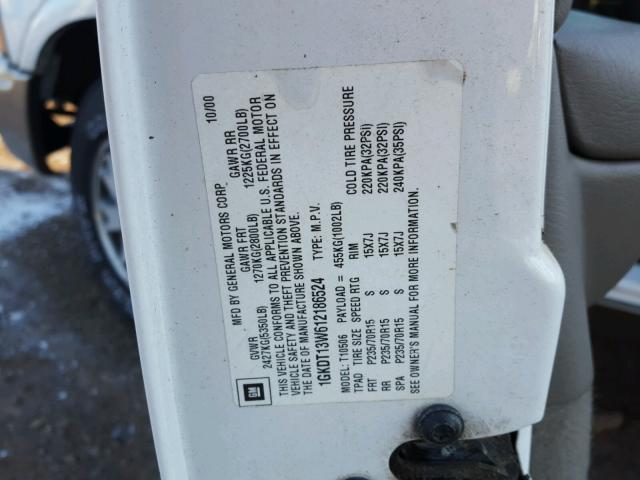 MFD BY GENERAL MOTORS CORP. 10/00
GVWR GAWR FRT GAWR RR
2427KG(5350LB) 1270KG(2800LB) 1225KG(2700LB)
THIS VEHICLE CONFORMS TO ALL APPLICABLE U.S. FEDERAL MOTOR
VEHICLE SAFETY AND THEFT PREVENTION STANDARDS IN EFFECT ON
THE DATE OF MANUFACTURE SHOWN ABOVE.
GM
1GKDT13W612186524 TYPE: M.P.V.
MODEL: T10506 PAYLOAD = 455KG(1002LB)
TPAD TIRE SIZE SPEED RTG RIM COLD TIRE PRESSURE
FRT P235/70R15 S 15X7J 220KPA(32PSI)
RR P235/70R15 S 15X7J 220KPA(32PSI)
SPA P235/70R15 S 15X7J 240KPA(35PSI)
SEE OWNER'S MANUAL FOR MORE INFORMATION.